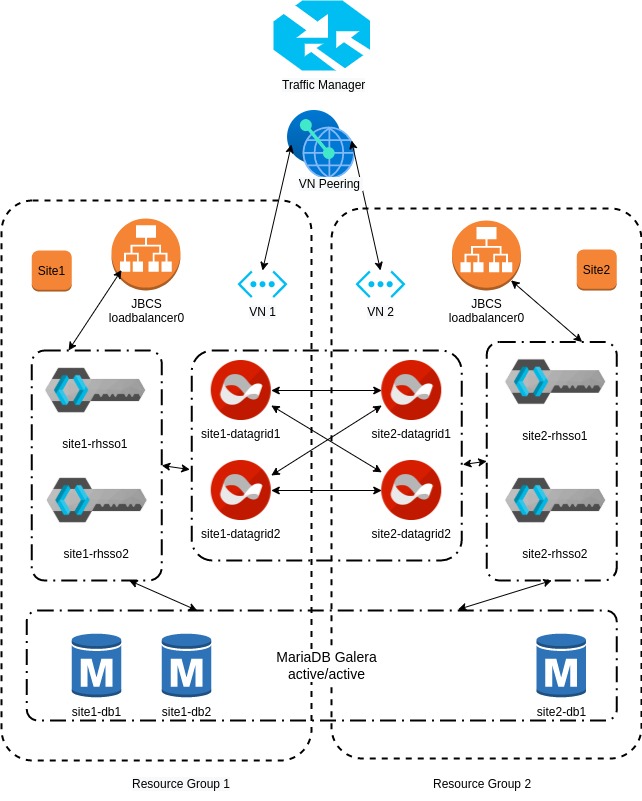 Traffic Manager
VN Peering
Site1
JBCS
loadbalancer0
VN 1
VN 2
JBCS
loadbalancer0
Site2
site1-rhsso1
site1-datagrid1
site2-datagrid1
site2-rhsso1
site1-rhsso2
site1-datagrid2
site2-datagrid2
site2-rhsso2
MariaDB Galera
active/active
M
M
M
site1-db1
site1-db2
site2-db1
Resource Group 1
Resource Group 2